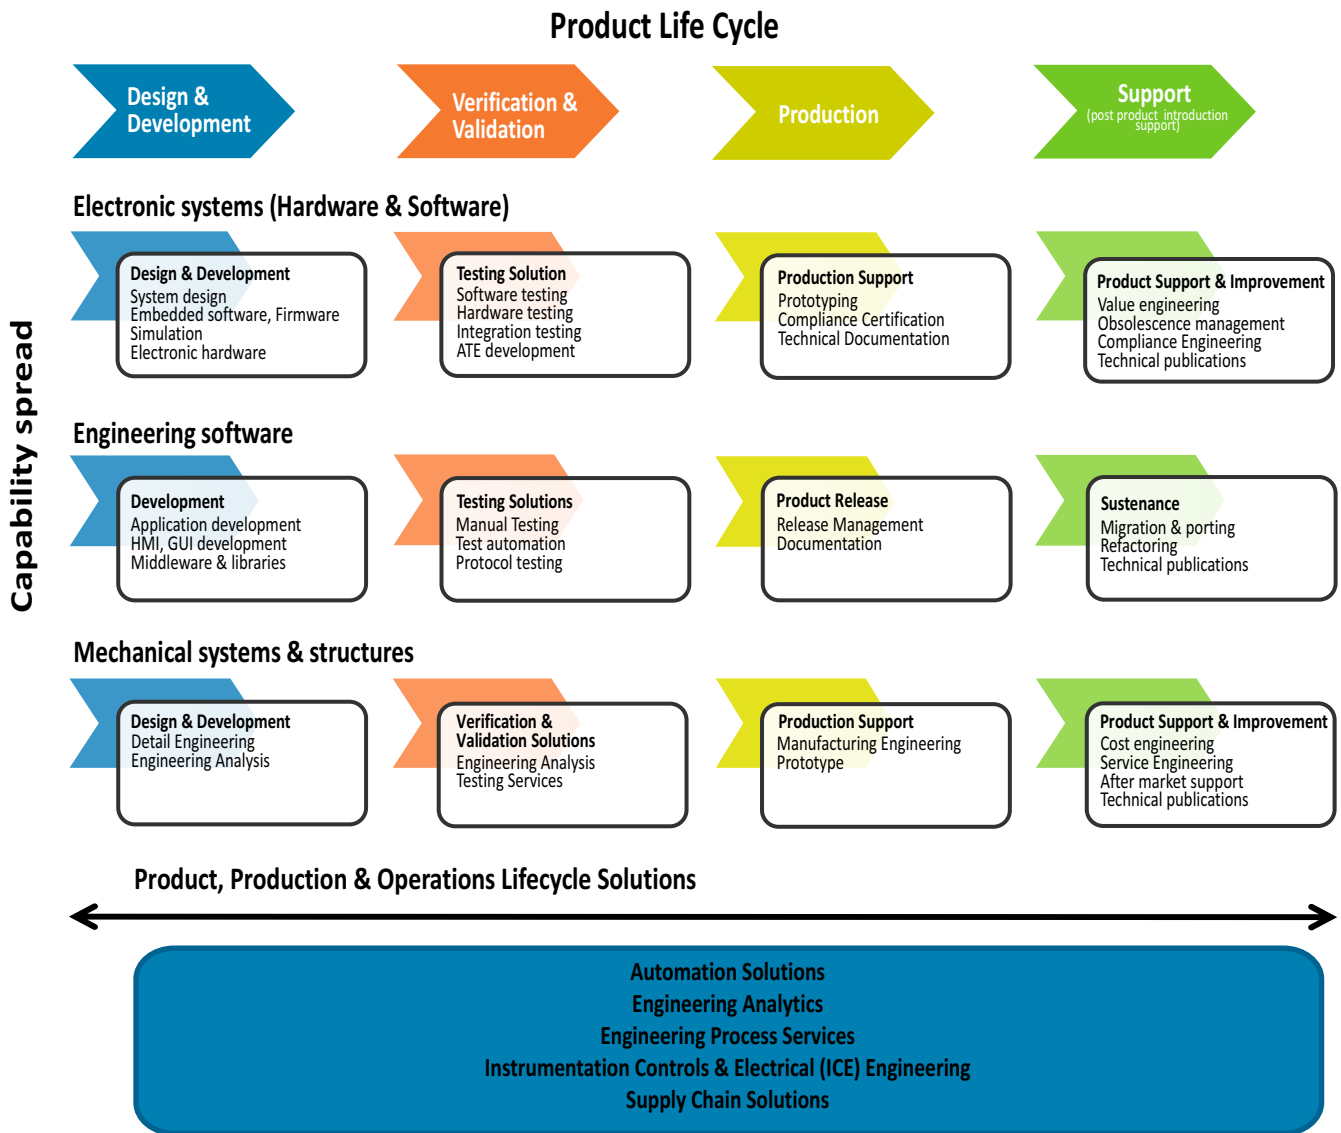 Product Life Cycle
Design &
Development
Verification &
Validation
Production
Support
(post product introduction
support)
Electronic systems (Hardware & Software)
Design & Development
System design
Embedded software, Firmware
Simulation
Electronic hardware
Testing Solution
Software testing
Hardware testing
Integration testing
ATE development
Production Support
Prototyping
Compliance Certification
Technical Documentation
Product Support & Improvement
Value engineering
Obsolescence management
Compliance Engineering
Technical publications
Capability spread
Engineering software
Development
Application development
HMI, GUI development
Middleware & libraries
Testing Solutions
Manual Testing
Test automation
Protocol testing
Product Release
Release Management
Documentation
Sustenance
Migration & porting
Refactoring
Technical publications
Mechanical systems & structures
Design & Development
Detail Engineering
Engineering Analysis
Verification &
Validation Solutions
Engineering Analysis
Testing Services
Production Support
Manufacturing Engineering
Prototype
Product Support & Improvement
Cost engineering
Service Engineering
After market support
Technical publications
Product, Production & Operations Lifecycle Solutions
Automation Solutions
Engineering Analytics
Engineering Process Services
Instrumentation Controls & Electrical (ICE) Engineering
Supply Chain Solutions